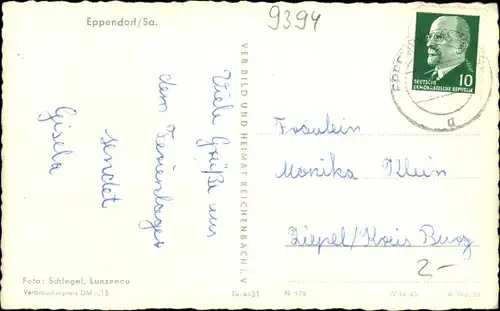 Eppendorf/Sa.
9394
Viele Grüße aus
dem Ferienlager
sendet
Gisela
VEB BILD UND HEIMAT REICHENBACH I. V
10
DEUTSCHE
DEMOKRATISCHE REPUBLIK
Fräulein
Monika Klein
Ziepel/Kreis Burg
2-
Foto: Schlegel, Lunzenau
Verbraucherpreis DM -,15
N 978